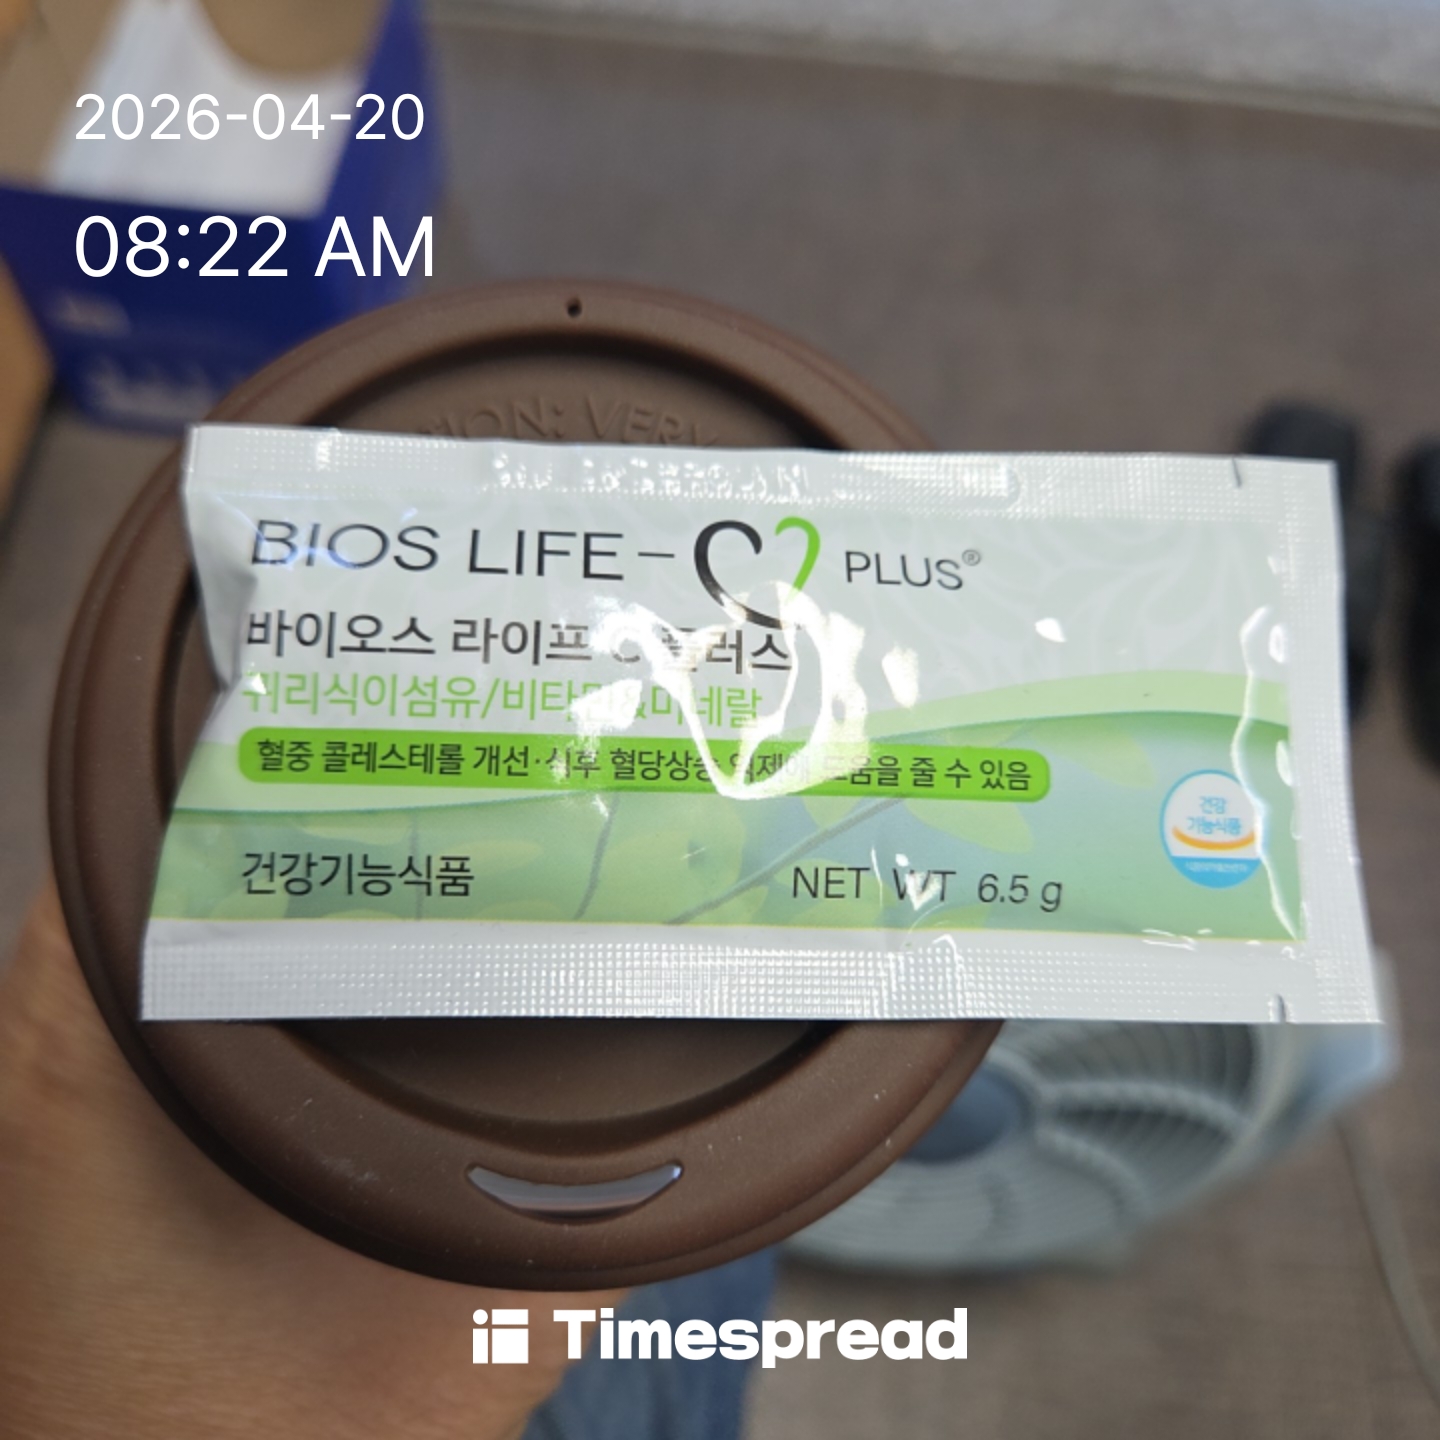 2026-04-20
08:22 AM
TION: VERY
BIOS LIFE – C PLUS®
바이오스 라이프 C 플러스
귀리식이섬유/비타민&미네랄
혈중 콜레스테롤 개선·식후 혈당상승 억제에 도움을 줄 수 있음
건강
기능식품
건강기능식품
NET WT 6.5 g
Timespread